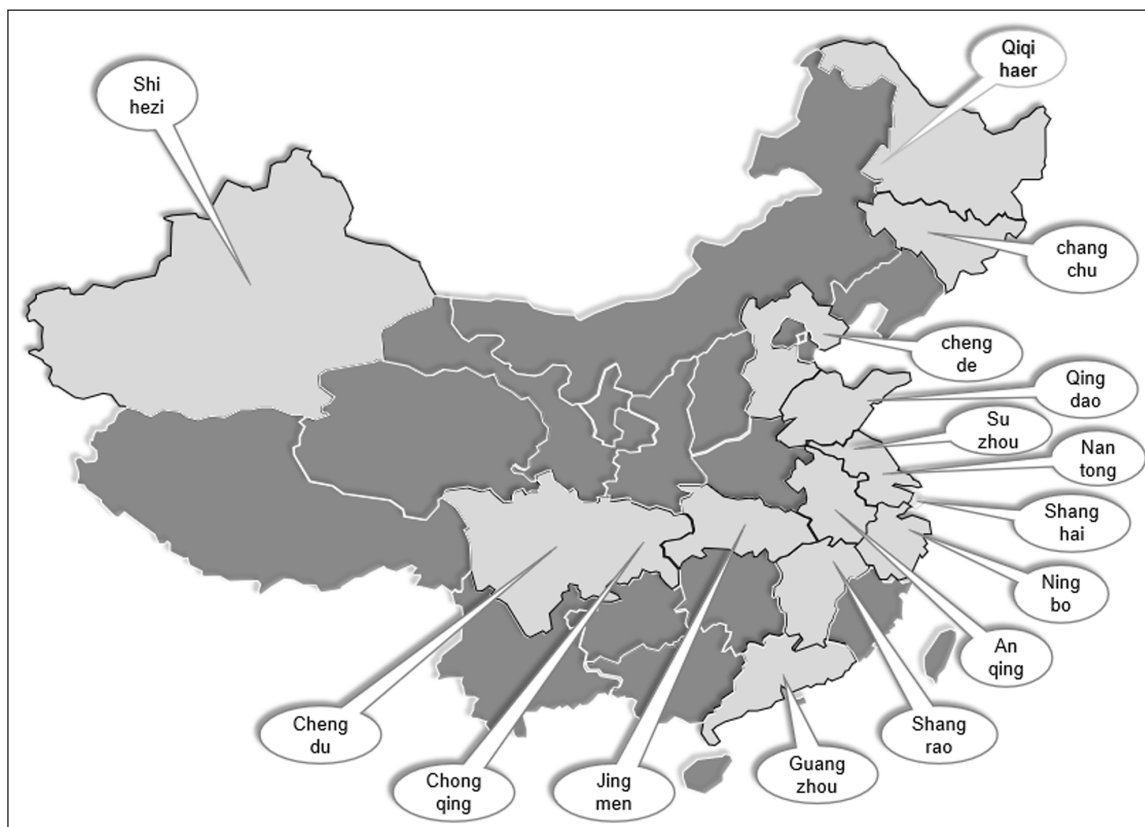 Shi
hezi
Qiqi
haer
chang
chu
cheng
de
Qing
dao
Su
zhou
Nan
tong
Shang
hai
Ning
bo
An
qing
Shang
rao
Guang
zhou
Jing
men
Chong
qing
Cheng
du